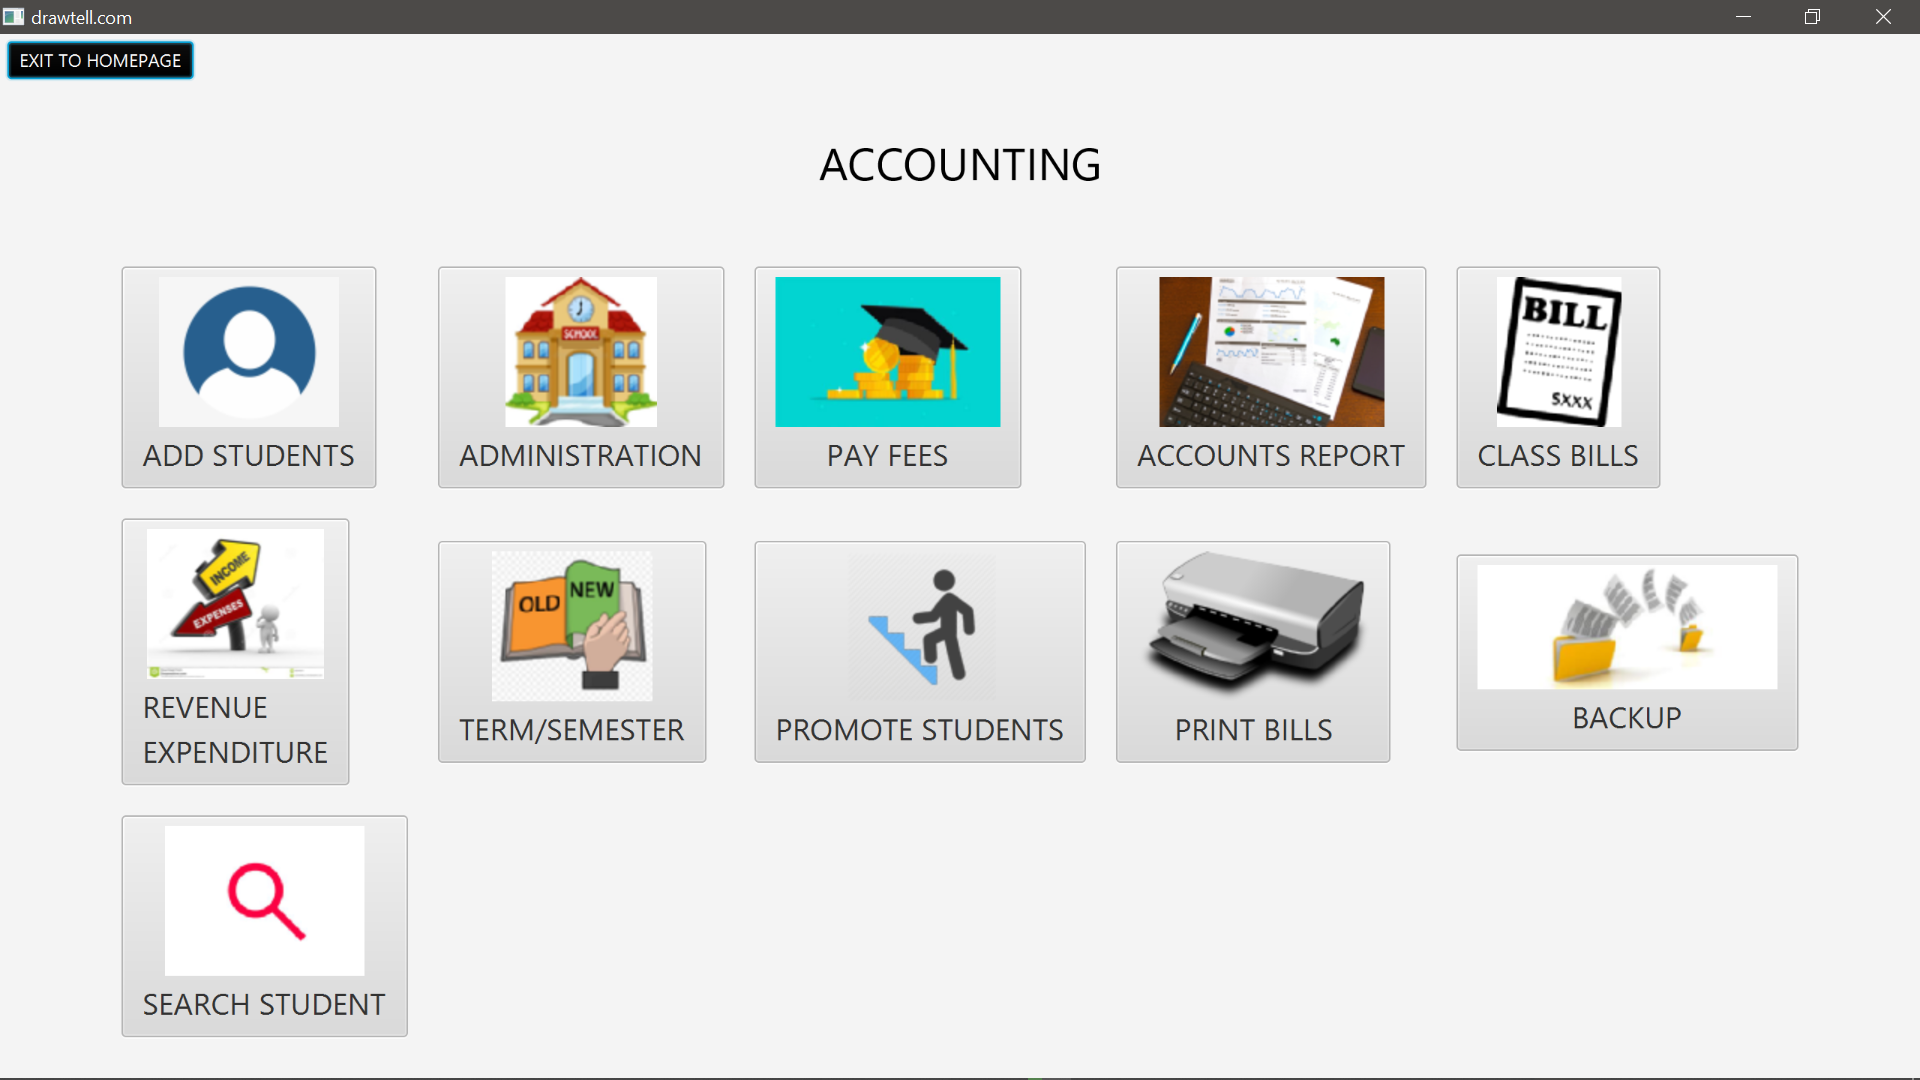 drawtell.com
EXIT TO HOMEPAGE
ACCOUNTING
ADD STUDENTS
SCHOOL
ADMINISTRATION
PAY FEES
ACCOUNTS REPORT
BILL
5XXX
CLASS BILLS
INCOME
EXPENSES
REVENUE
EXPENDITURE
OLD
NEW
TERM/SEMESTER
PROMOTE STUDENTS
PRINT BILLS
BACKUP
SEARCH STUDENT